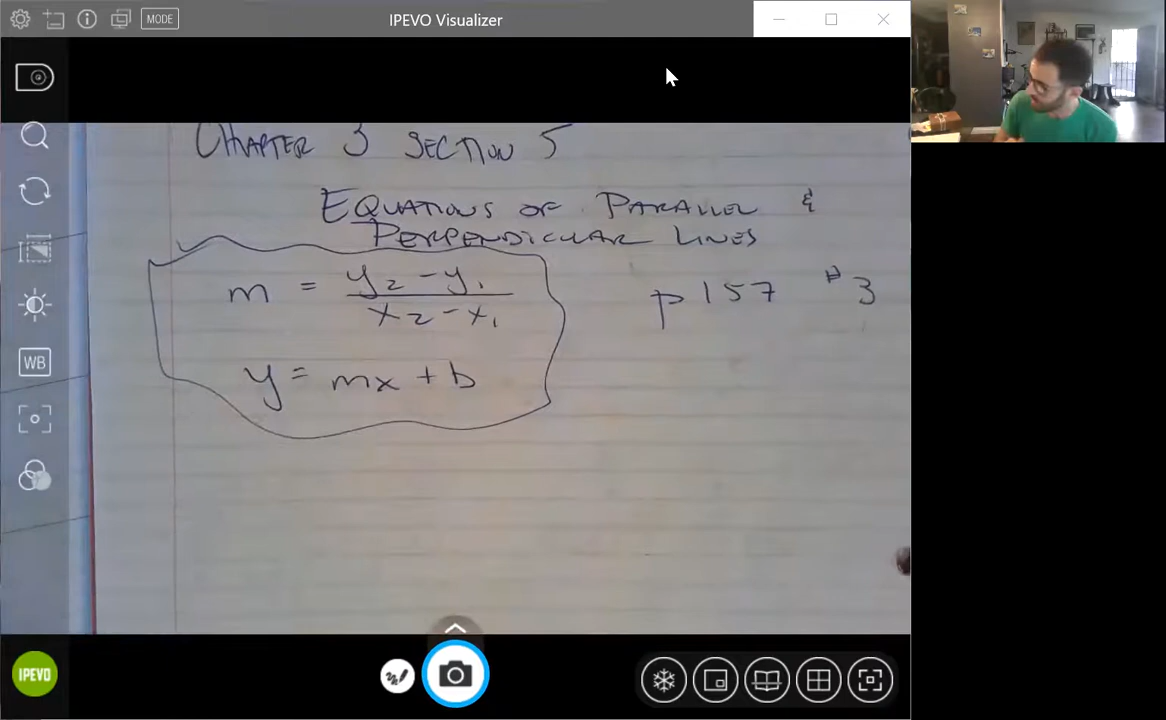 IPEVO Visualizer
MODE
CHAPTER 3 SECTION 5
EQUATIONS OF PARALLEL &
PERPENDICULAR LINES
m = y₂ - y₁ / x₂ - x₁
p 157 #3
y = mx + b
WB
IPEVO